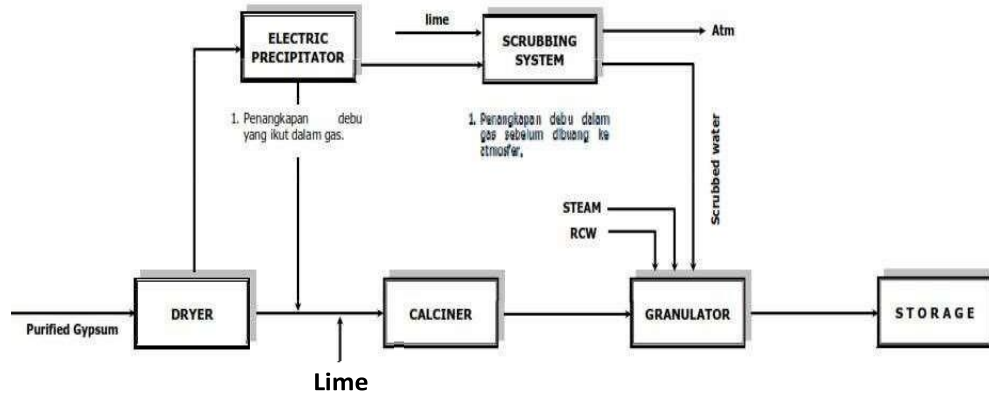 lime
ELECTRIC
PRECIPITATOR
SCRUBBING
SYSTEM
Atm
1. Penangkapan debu
yang ikut dalam gas.
1. Penangkapan debu dalam
gas sebelum dibuang ke
atmosfer,
Scrubbed water
STEAM
RCW
Purified Gypsum
DRYER
CALCINER
GRANULATOR
STORAGE
Lime